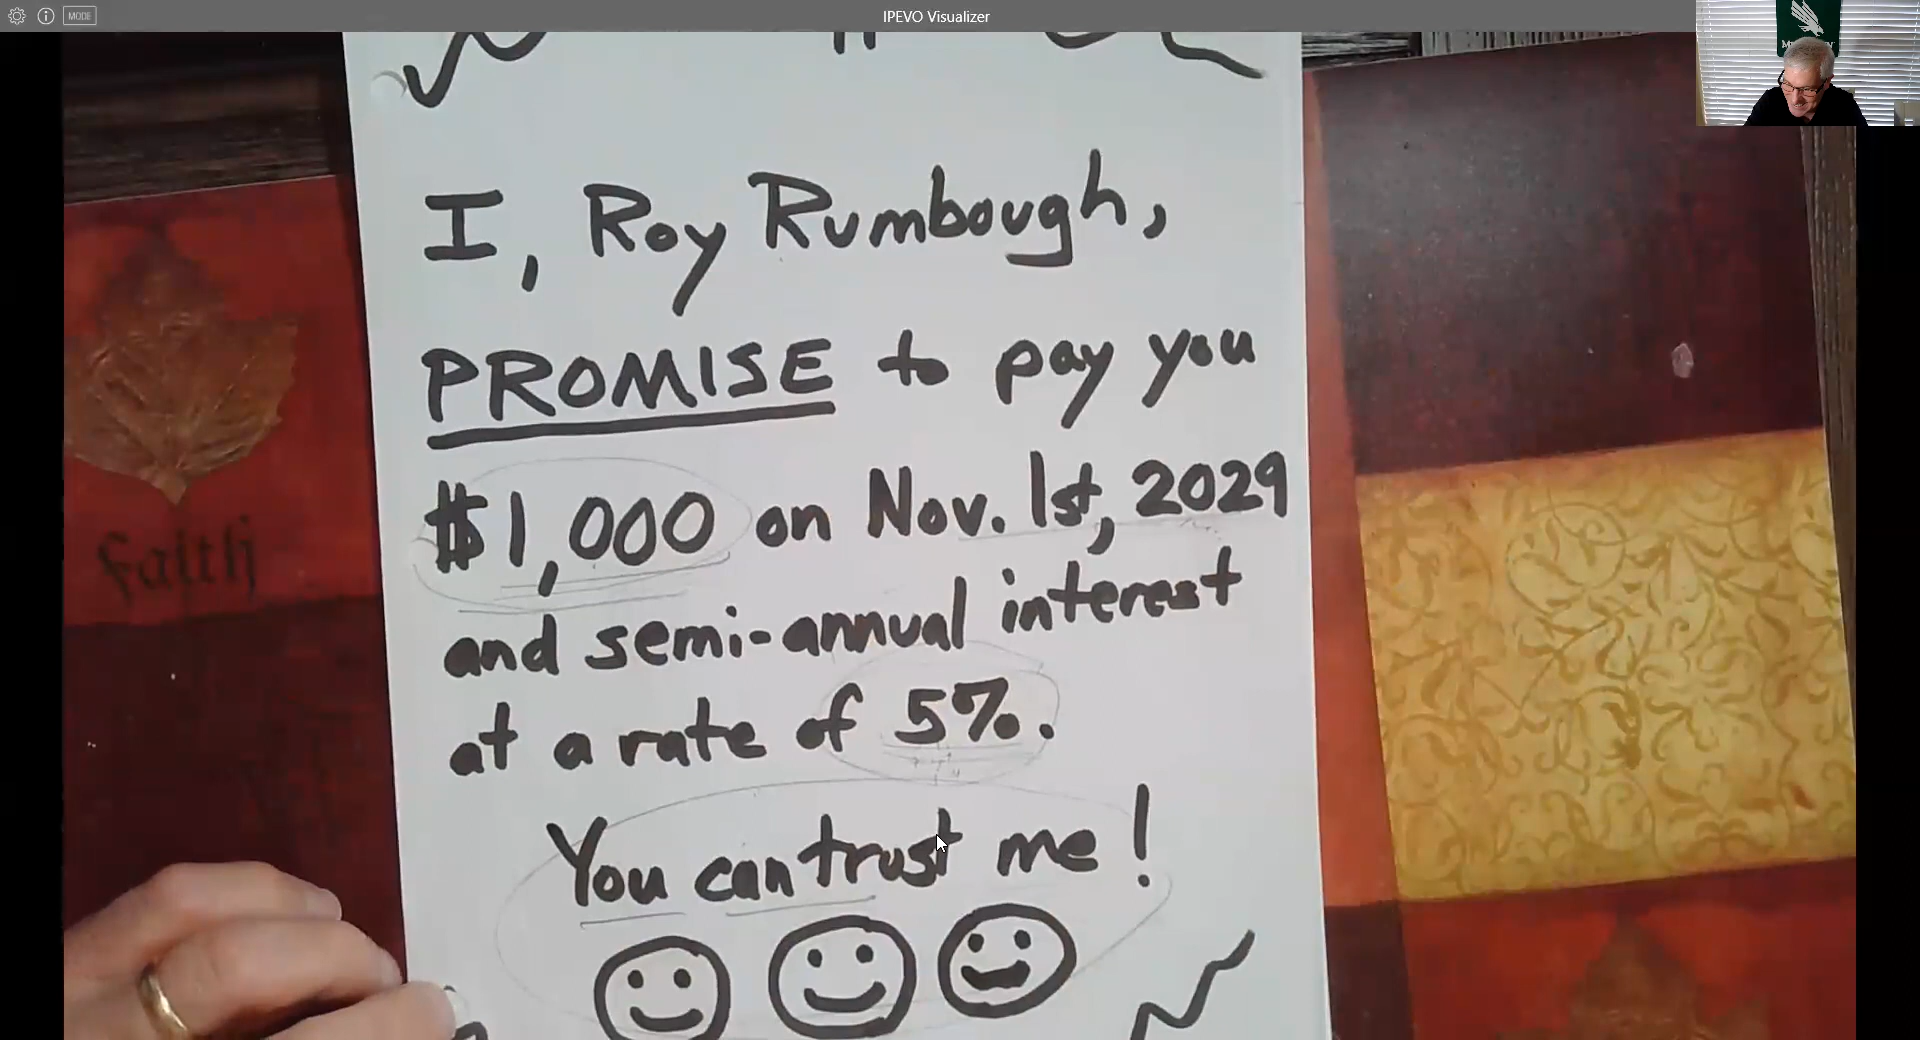 MODE
IPEVO Visualizer
I, Roy Rumbough,
PROMISE to pay you
$1,000 on Nov. 1st, 2029
and semi-annual interest
at a rate of 5%.
You can trust me!
faith